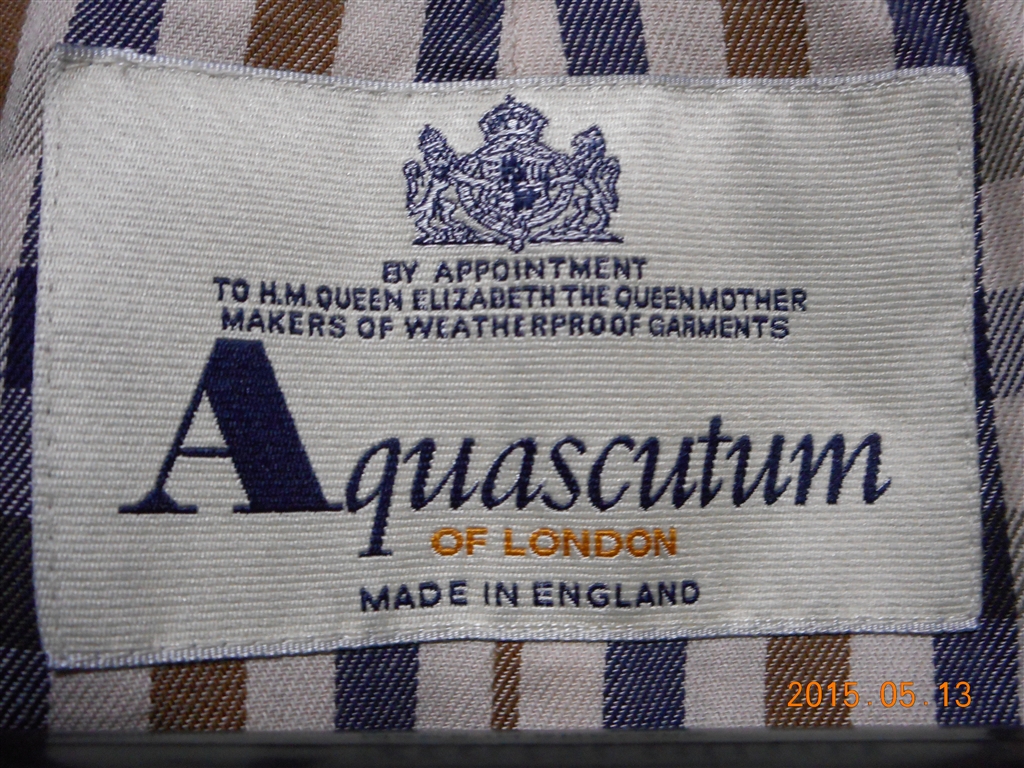 BY APPOINTMENT
TO H.M. QUEEN ELIZABETH THE QUEEN MOTHER
MAKERS OF WEATHERPROOF GARMENTS
Aquascutum
OF LONDON
MADE IN ENGLAND
2015.05.13